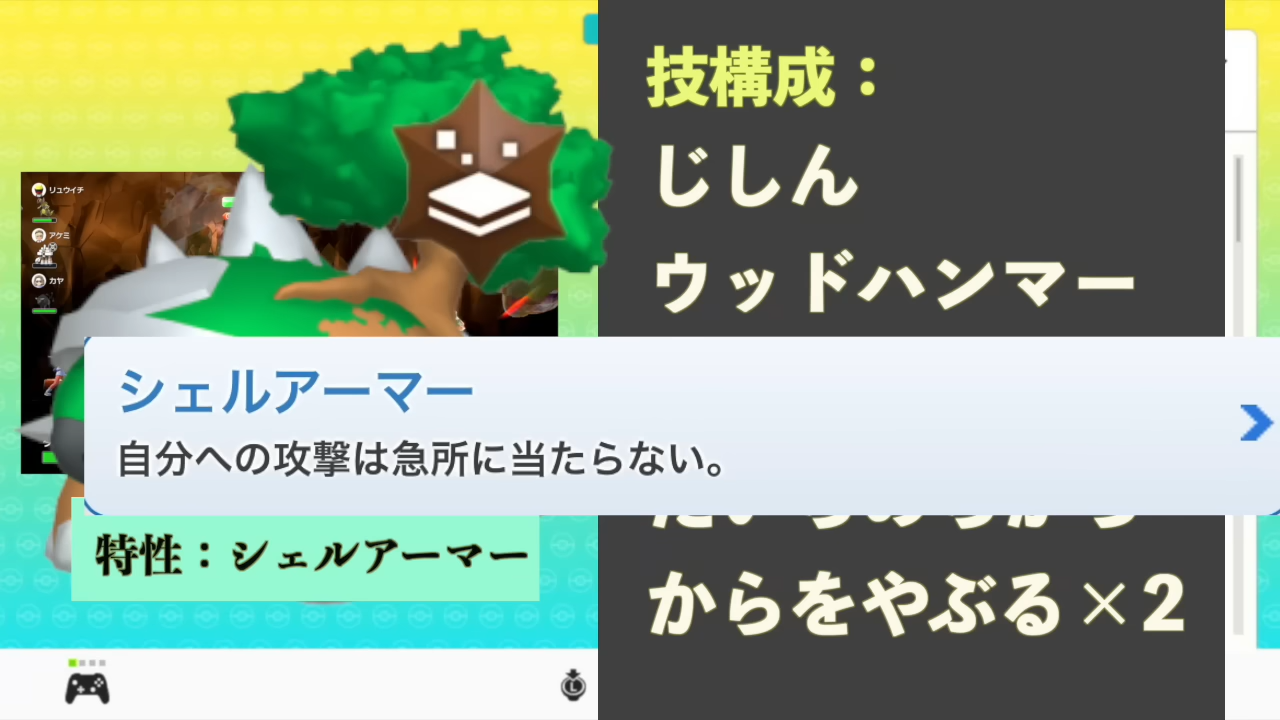 リュウイチ
アケミ
カヤ
技構成：
じしん
ウッドハンマー
シェルアーマー
自分への攻撃は急所に当たらない。
特性：シェルアーマー
からをやぶる×2
L